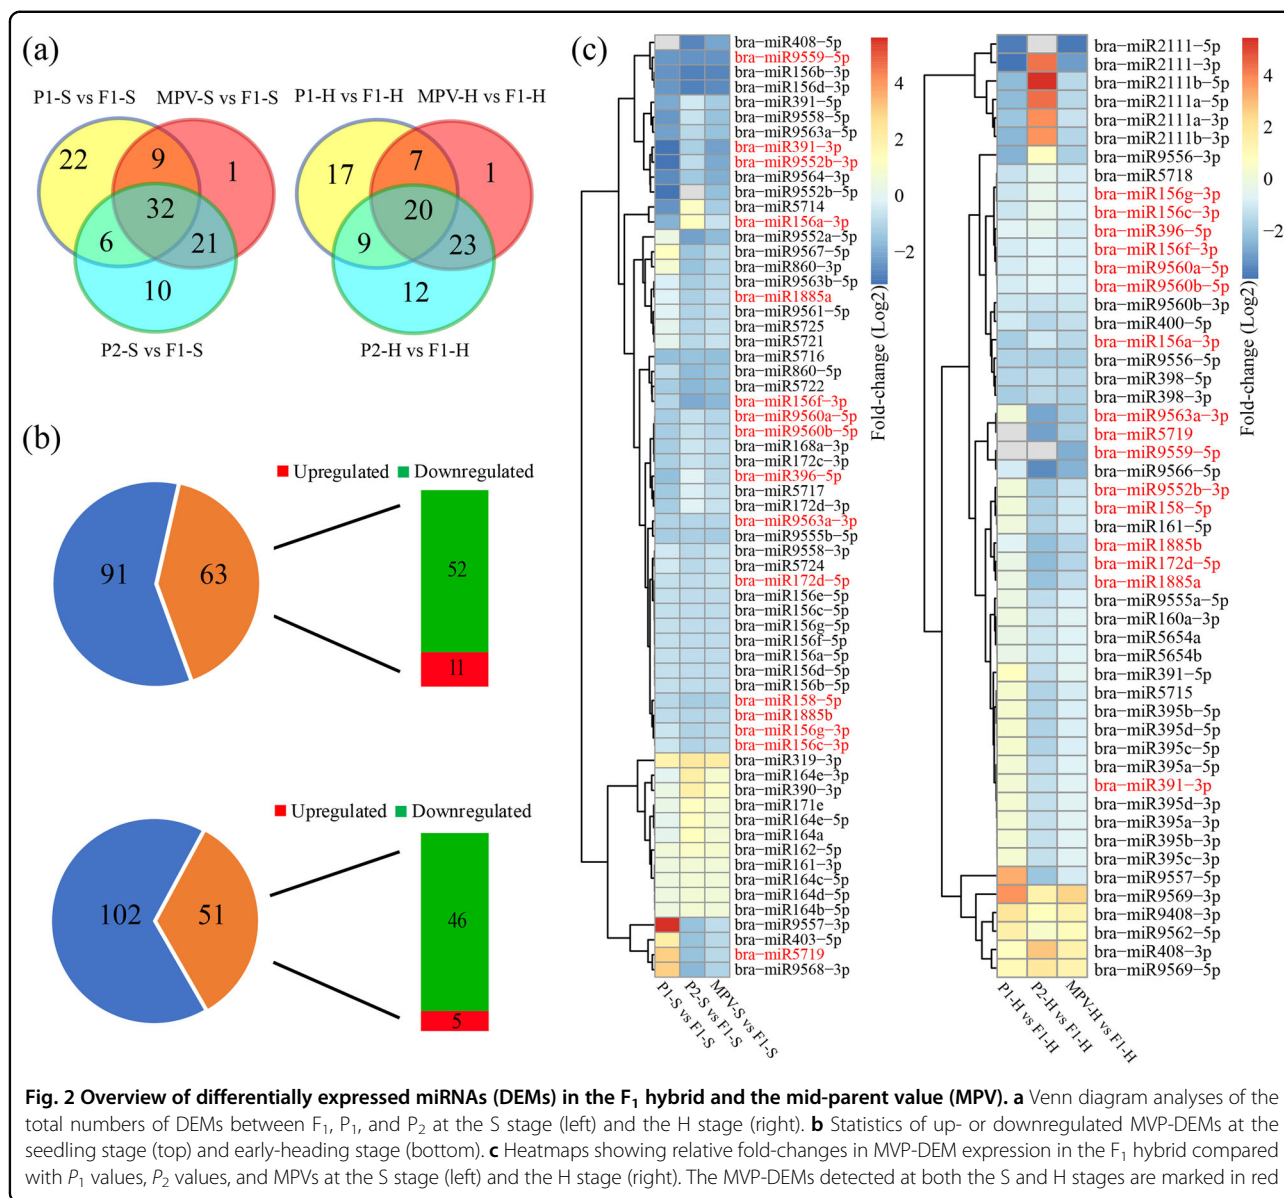 (a)
P1-S vs F1-S
MPV-S vs F1-S
22
9
1
32
6
21
10
P2-S vs F1-S
P1-H vs F1-H
MPV-H vs F1-H
17
7
1
20
9
23
12
P2-H vs F1-H
(b)
Upregulated
Downregulated
91
63
52
11
Upregulated
Downregulated
102
51
46
5
(c)
bra−miR408−5p
bra−miR9559−5p
bra−miR156b−3p
bra−miR156d−3p
bra−miR391−5p
bra−miR9558−5p
bra−miR9563a−5p
bra−miR391−3p
bra−miR9552b−3p
bra−miR9564−3p
bra−miR9552b−5p
bra−miR5714
bra−miR156a−3p
bra−miR9552a−5p
bra−miR9567−5p
bra−miR860−3p
bra−miR9563b−5p
bra−miR1885a
bra−miR9561−5p
bra−miR5725
bra−miR5721
bra−miR5716
bra−miR860−5p
bra−miR5722
bra−miR156f−3p
bra−miR9560a−5p
bra−miR9560b−5p
bra−miR168a−3p
bra−miR172c−3p
bra−miR396−5p
bra−miR5717
bra−miR172d−3p
bra−miR9563a−3p
bra−miR9555b−5p
bra−miR9558−3p
bra−miR5724
bra−miR172d−5p
bra−miR156e−5p
bra−miR156c−5p
bra−miR156g−5p
bra−miR156f−5p
bra−miR156a−5p
bra−miR156d−5p
bra−miR156b−5p
bra−miR158−5p
bra−miR1885b
bra−miR156g−3p
bra−miR156c−3p
bra−miR319−3p
bra−miR164e−3p
bra−miR390−3p
bra−miR171e
bra−miR164e−5p
bra−miR164a
bra−miR162−5p
bra−miR161−3p
bra−miR164c−5p
bra−miR164d−5p
bra−miR164b−5p
bra−miR9557−3p
bra−miR403−5p
bra−miR5719
bra−miR9568−3p
P1-S vs F1-S
P2-S vs F1-S
MPV-S vs F1-S
4
2
0
−2
Fold-change (Log2)
bra−miR2111−5p
bra−miR2111−3p
bra−miR2111b−5p
bra−miR2111a−5p
bra−miR2111a−3p
bra−miR2111b−3p
bra−miR9556−3p
bra−miR5718
bra−miR156g−3p
bra−miR156c−3p
bra−miR396−5p
bra−miR156f−3p
bra−miR9560a−5p
bra−miR9560b−5p
bra−miR9560b−3p
bra−miR400−5p
bra−miR156a−3p
bra−miR9556−5p
bra−miR398−5p
bra−miR398−3p
bra−miR9563a−3p
bra−miR5719
bra−miR9559−5p
bra−miR9566−5p
bra−miR9552b−3p
bra−miR158−5p
bra−miR161−5p
bra−miR1885b
bra−miR172d−5p
bra−miR1885a
bra−miR9555a−5p
bra−miR160a−3p
bra−miR5654a
bra−miR5654b
bra−miR391−5p
bra−miR5715
bra−miR395b−5p
bra−miR395d−5p
bra−miR395c−5p
bra−miR395a−5p
bra−miR391−3p
bra−miR395d−3p
bra−miR395a−3p
bra−miR395b−3p
bra−miR395c−3p
bra−miR9557−5p
bra−miR9569−3p
bra−miR9408−3p
bra−miR9562−5p
bra−miR408−3p
bra−miR9569−5p
P1-H vs F1-H
P2-H vs F1-H
MPV-H vs F1-H
4
2
0
−2
Fold-change (Log2)
Fig. 2 Overview of differentially expressed miRNAs (DEMs) in the F1 hybrid and the mid-parent value (MPV). a Venn diagram analyses of the
total numbers of DEMs between F1, P1, and P2 at the S stage (left) and the H stage (right). b Statistics of up- or downregulated MVP-DEMs at the
seedling stage (top) and early-heading stage (bottom). c Heatmaps showing relative fold-changes in MVP-DEM expression in the F1 hybrid compared
with P1 values, P2 values, and MPVs at the S stage (left) and the H stage (right). The MVP-DEMs detected at both the S and H stages are marked in red